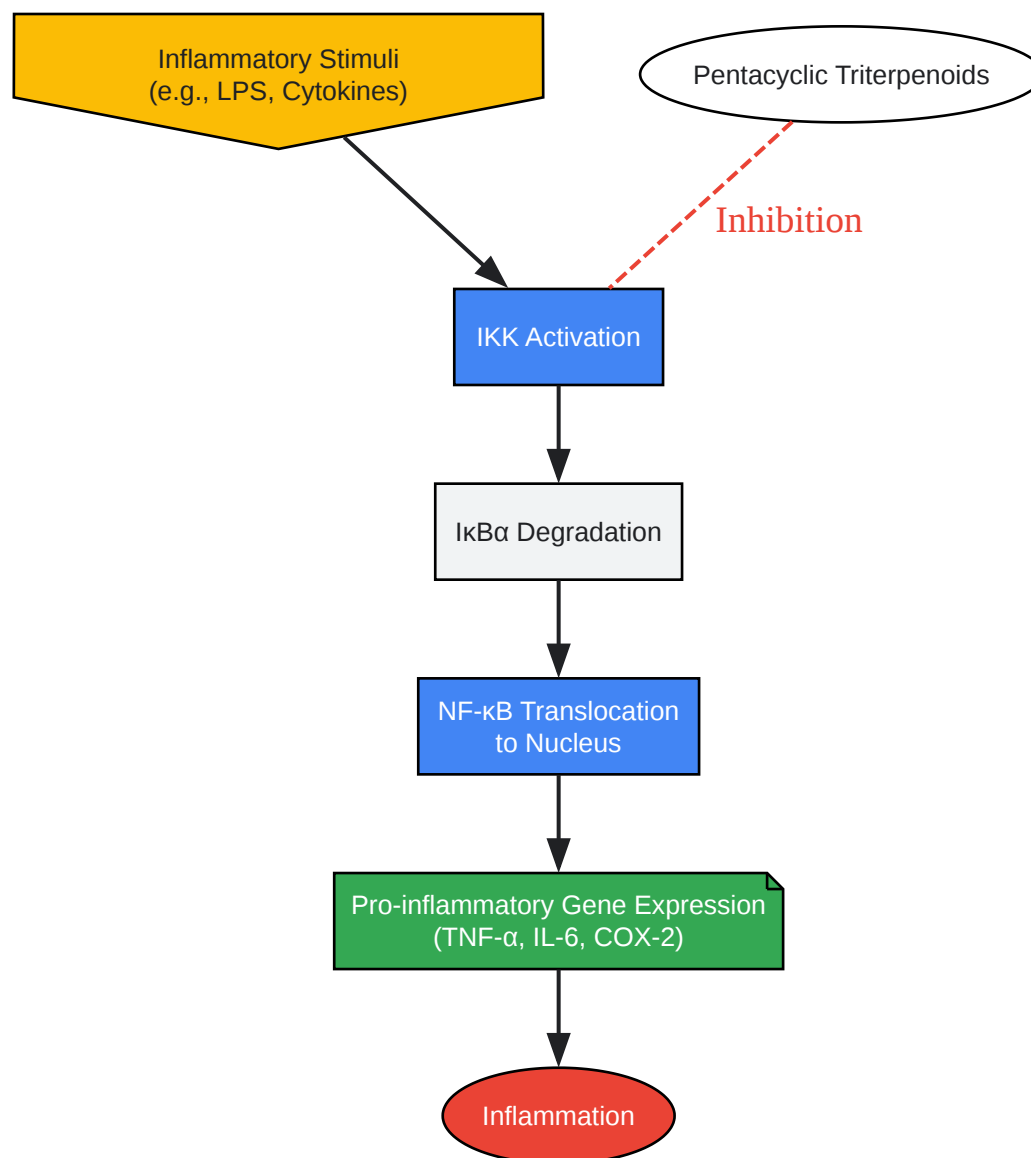 Inflammatory Stimuli
(e.g., LPS, Cytokines)
Pentacyclic Triterpenoids
Inhibition
IKK Activation
IκBα Degradation
NF-κB Translocation
to Nucleus
Pro-inflammatory Gene Expression
(TNF-α, IL-6, COX-2)
Inflammation